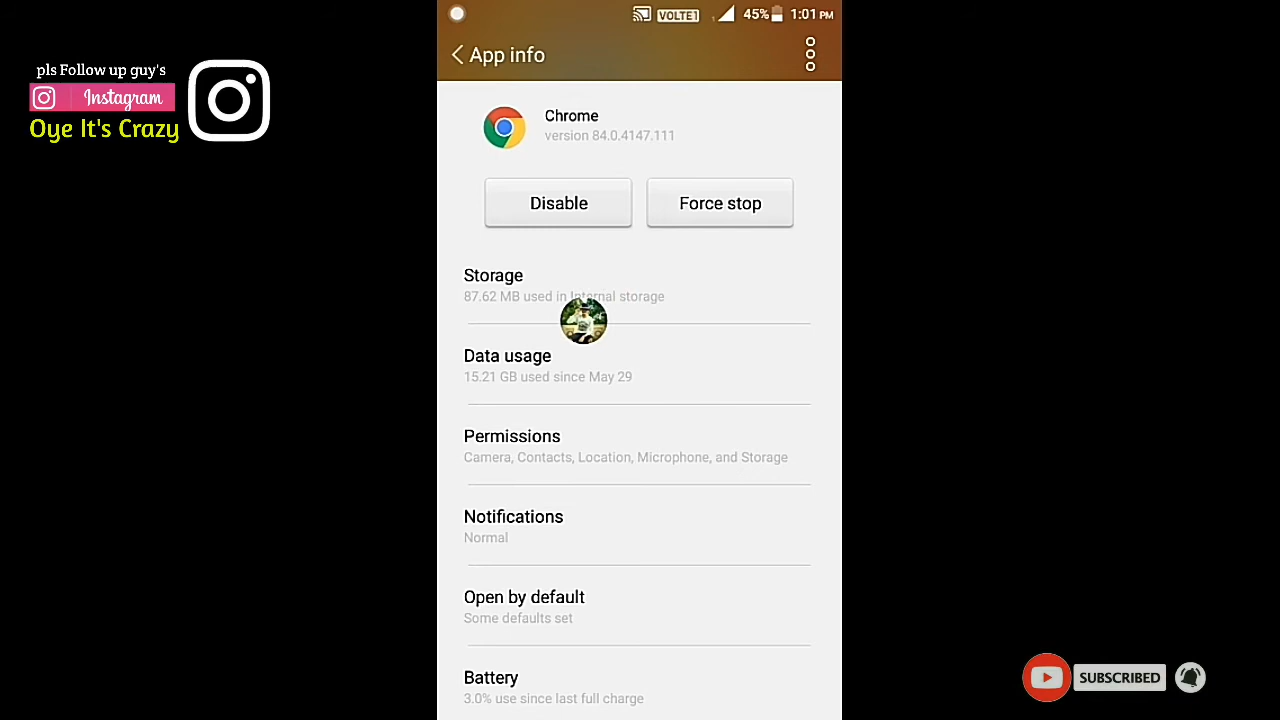 pls Follow up guy's
Instagram
Oye It's Crazy
VOLTE1 45% 1:01 PM
App info
Chrome
version 84.0.4147.111
Disable
Force stop
Storage
87.62 MB used in Internal storage
Data usage
15.21 GB used since May 29
Permissions
Camera, Contacts, Location, Microphone, and Storage
Notifications
Normal
Open by default
Some defaults set
Battery
3.0% use since last full charge
SUBSCRIBED